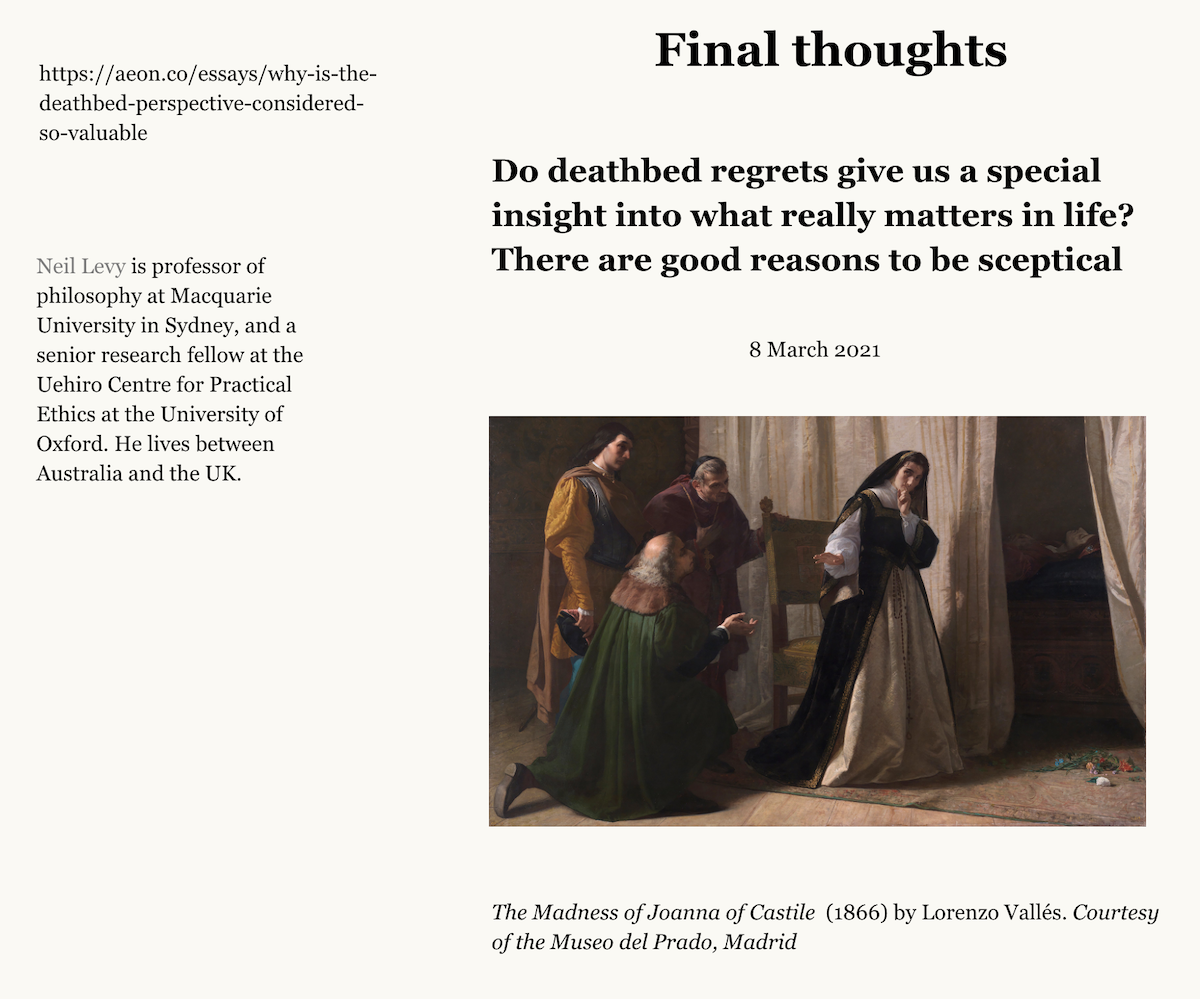 https://aeon.co/essays/why-is-the-
deathbed-perspective-considered-
so-valuable
Neil Levy is professor of
philosophy at Macquarie
University in Sydney, and a
senior research fellow at the
Uehiro Centre for Practical
Ethics at the University of
Oxford. He lives between
Australia and the UK.
Final thoughts
Do deathbed regrets give us a special
insight into what really matters in life?
There are good reasons to be sceptical
8 March 2021
The Madness of Joanna of Castile (1866) by Lorenzo Vallés. Courtesy
of the Museo del Prado, Madrid